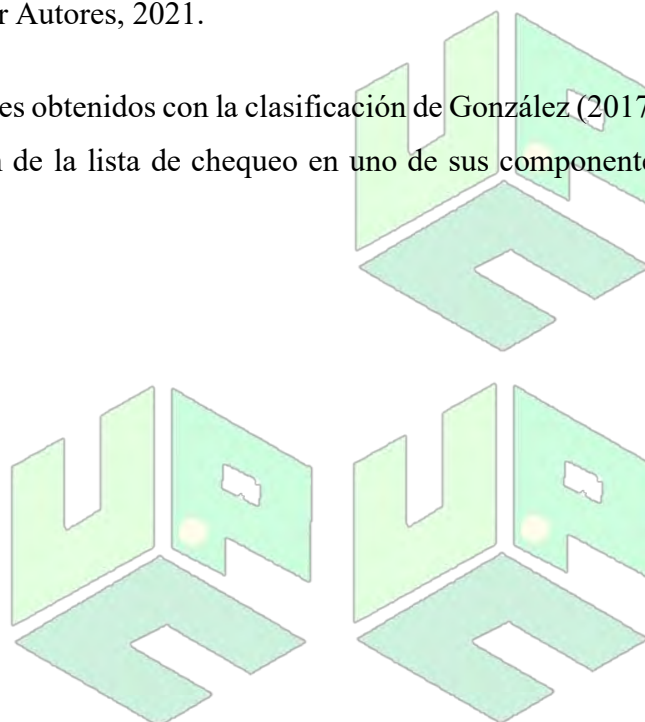 r Autores, 2021.
es obtenidos con la clasificación de González (2017
de la lista de chequeo en uno de sus component